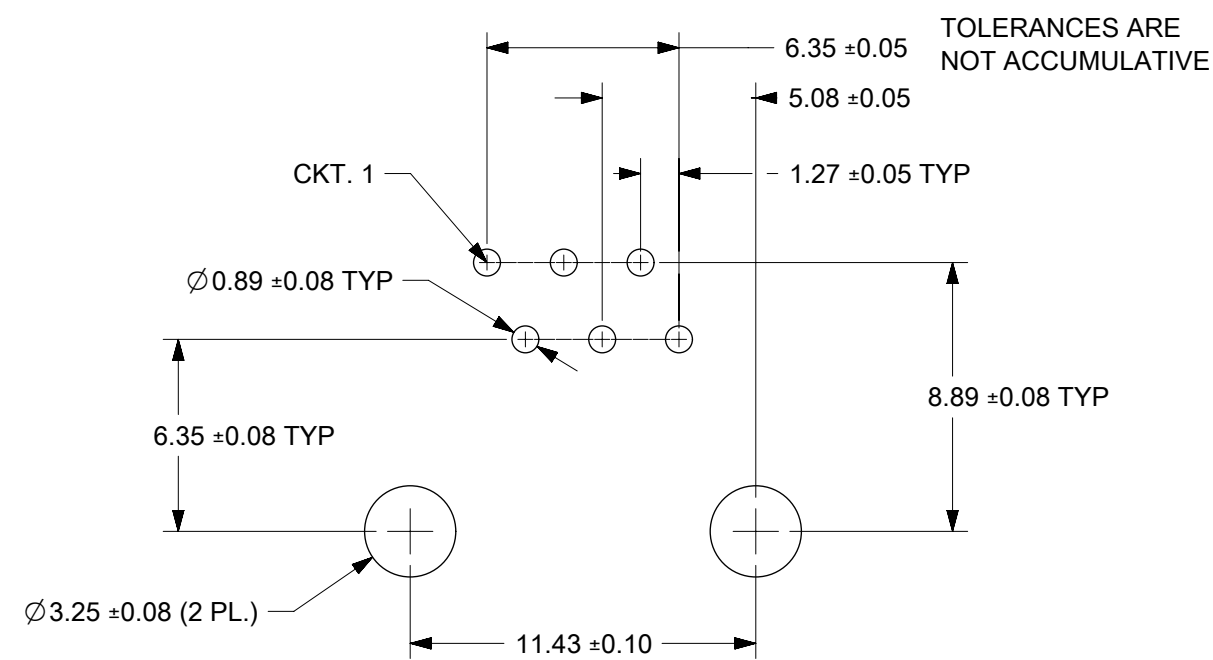 TOLERANCES ARE
NOT ACCUMULATIVE
6.35 ±0.05
5.08 ±0.05
1.27 ±0.05 TYP
CKT. 1
∅0.89 ±0.08 TYP
8.89 ±0.08 TYP
6.35 ±0.08 TYP
∅3.25 ±0.08 (2 PL.)
11.43 ±0.10